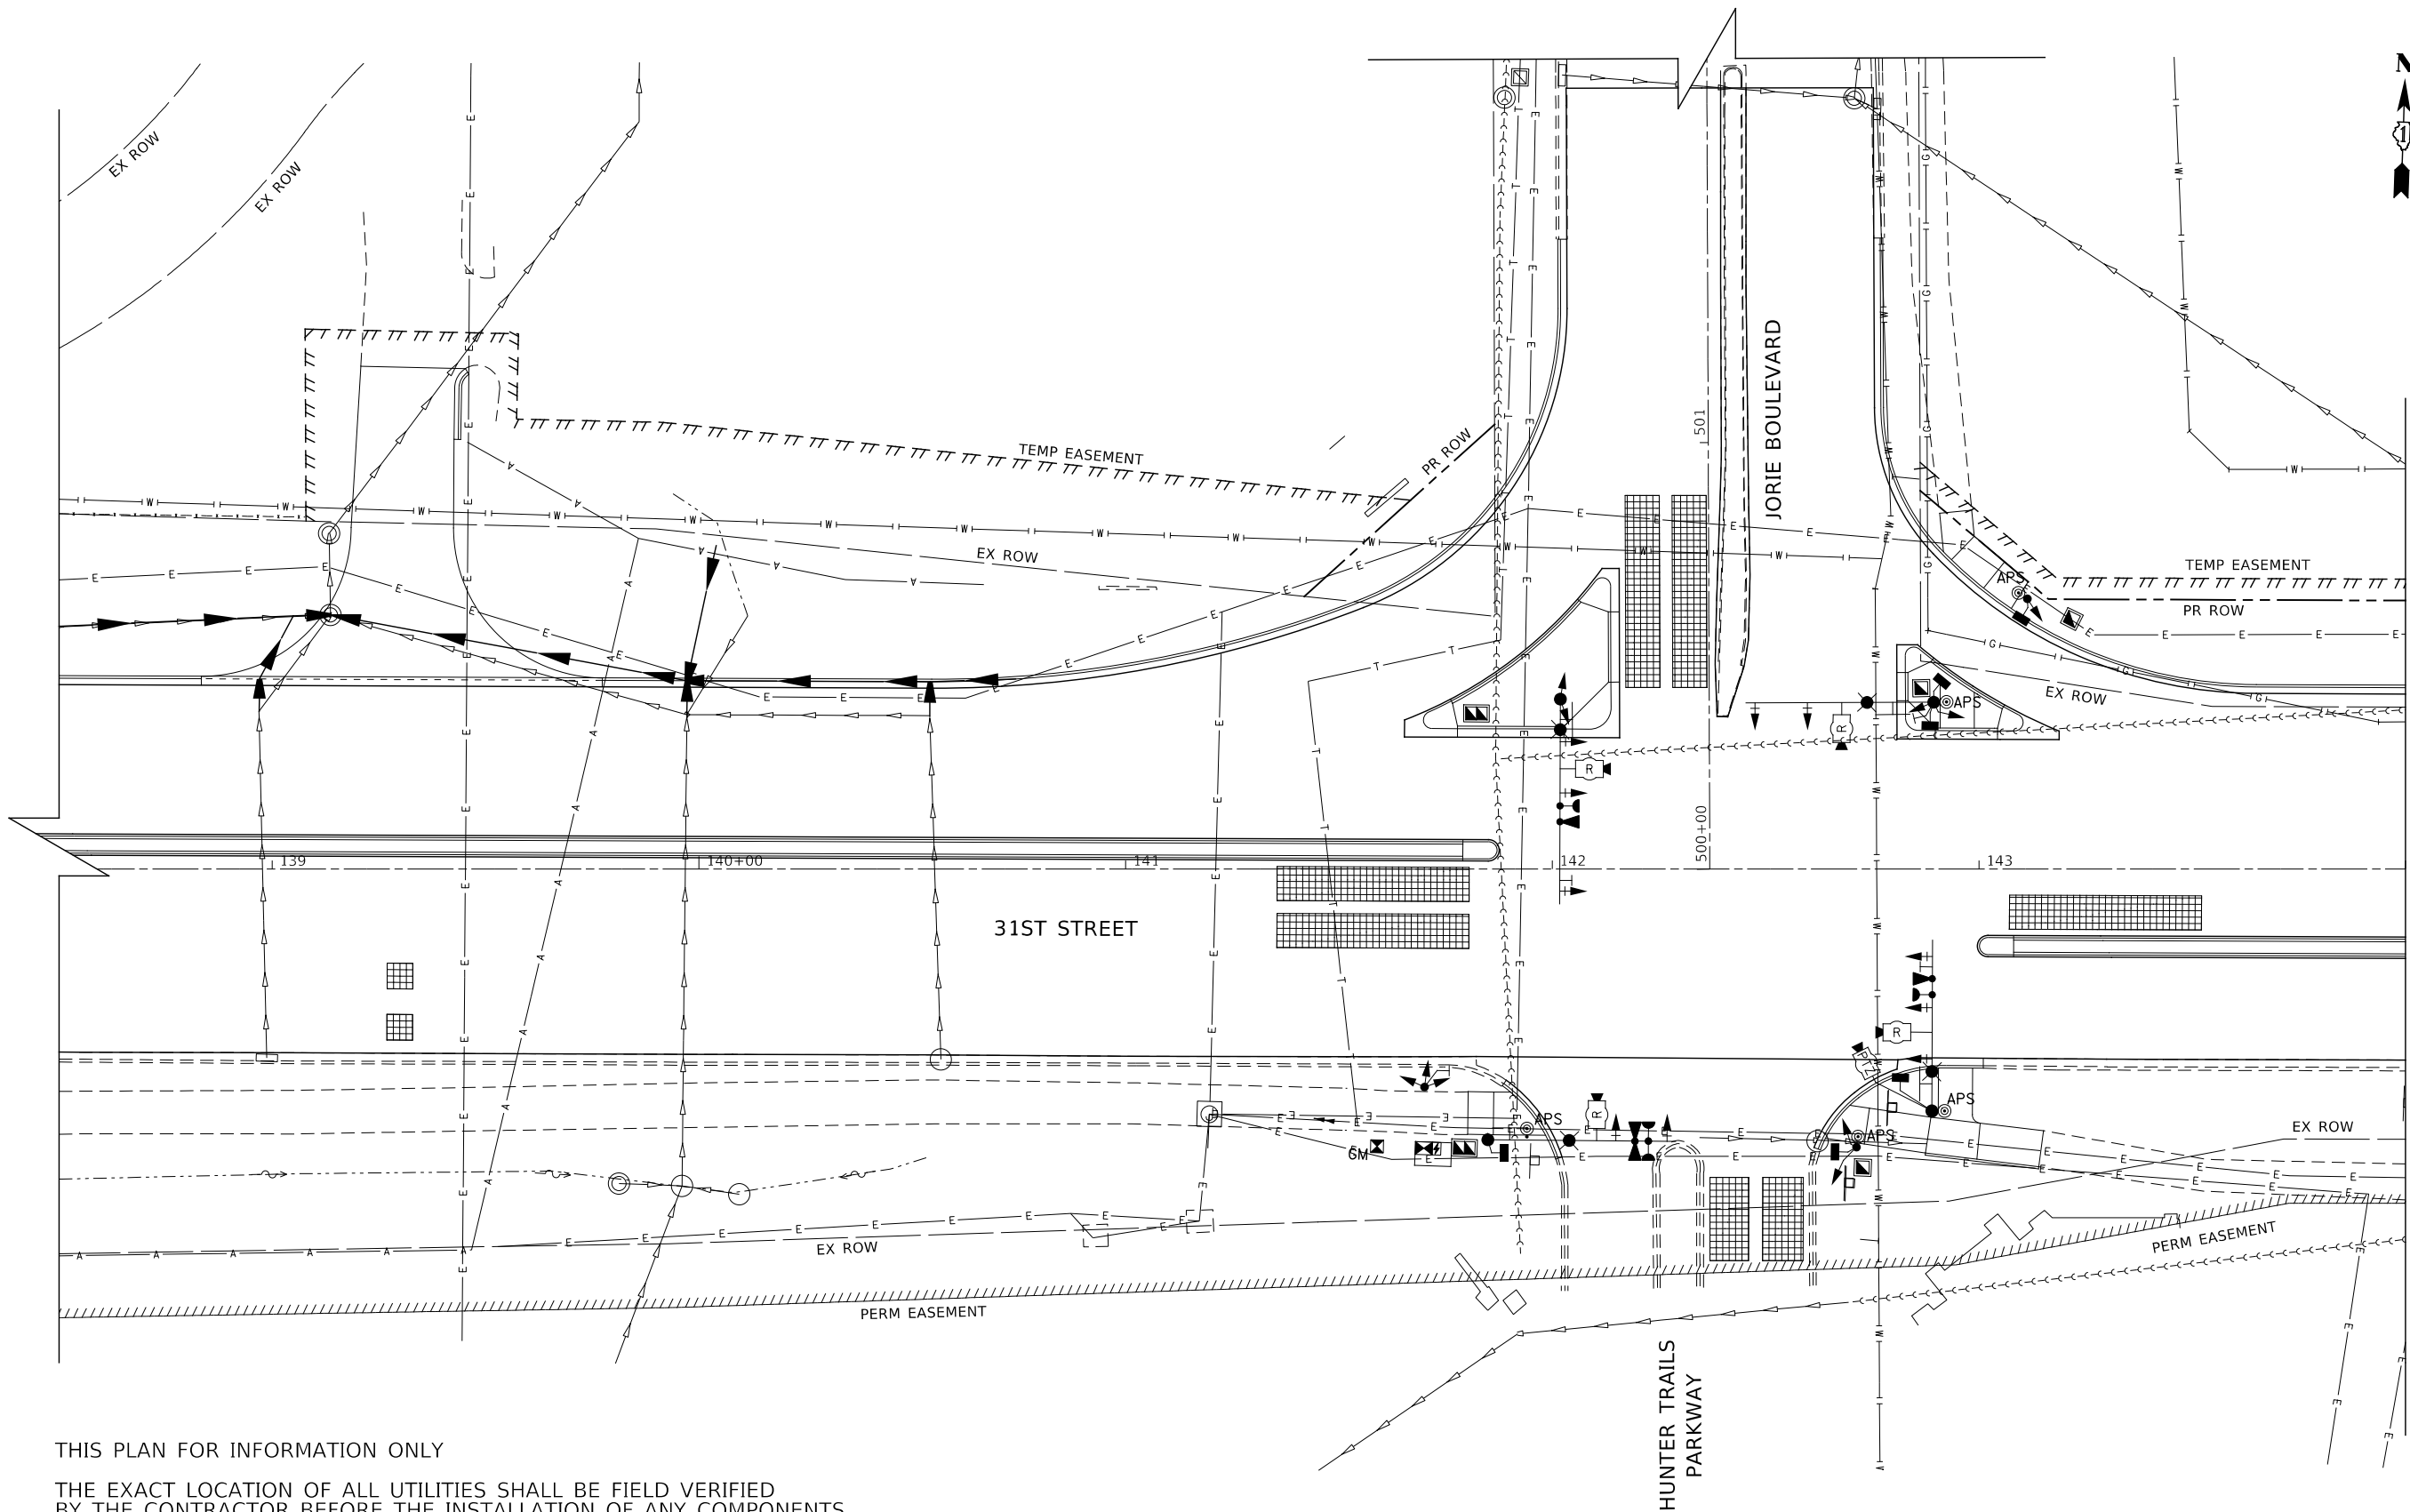 N
1
EX ROW
EX ROW
TEMP EASEMENT
PR ROW
501
JORIE BOULEVARD
EX ROW
APS
TEMP EASEMENT
PR ROW
EX ROW
APS
R
R
500+00
139
140+00
141
142
143
31ST STREET
R
PTZ
R
APS
APS
APS
SM
EX ROW
EX ROW
PERM EASEMENT
PERM EASEMENT
HUNTER TRAILS
PARKWAY
THIS PLAN FOR INFORMATION ONLY
THE EXACT LOCATION OF ALL UTILITIES SHALL BE FIELD VERIFIED
BY THE CONTRACTOR BEFORE THE INSTALLATION OF ANY COMPONENTS